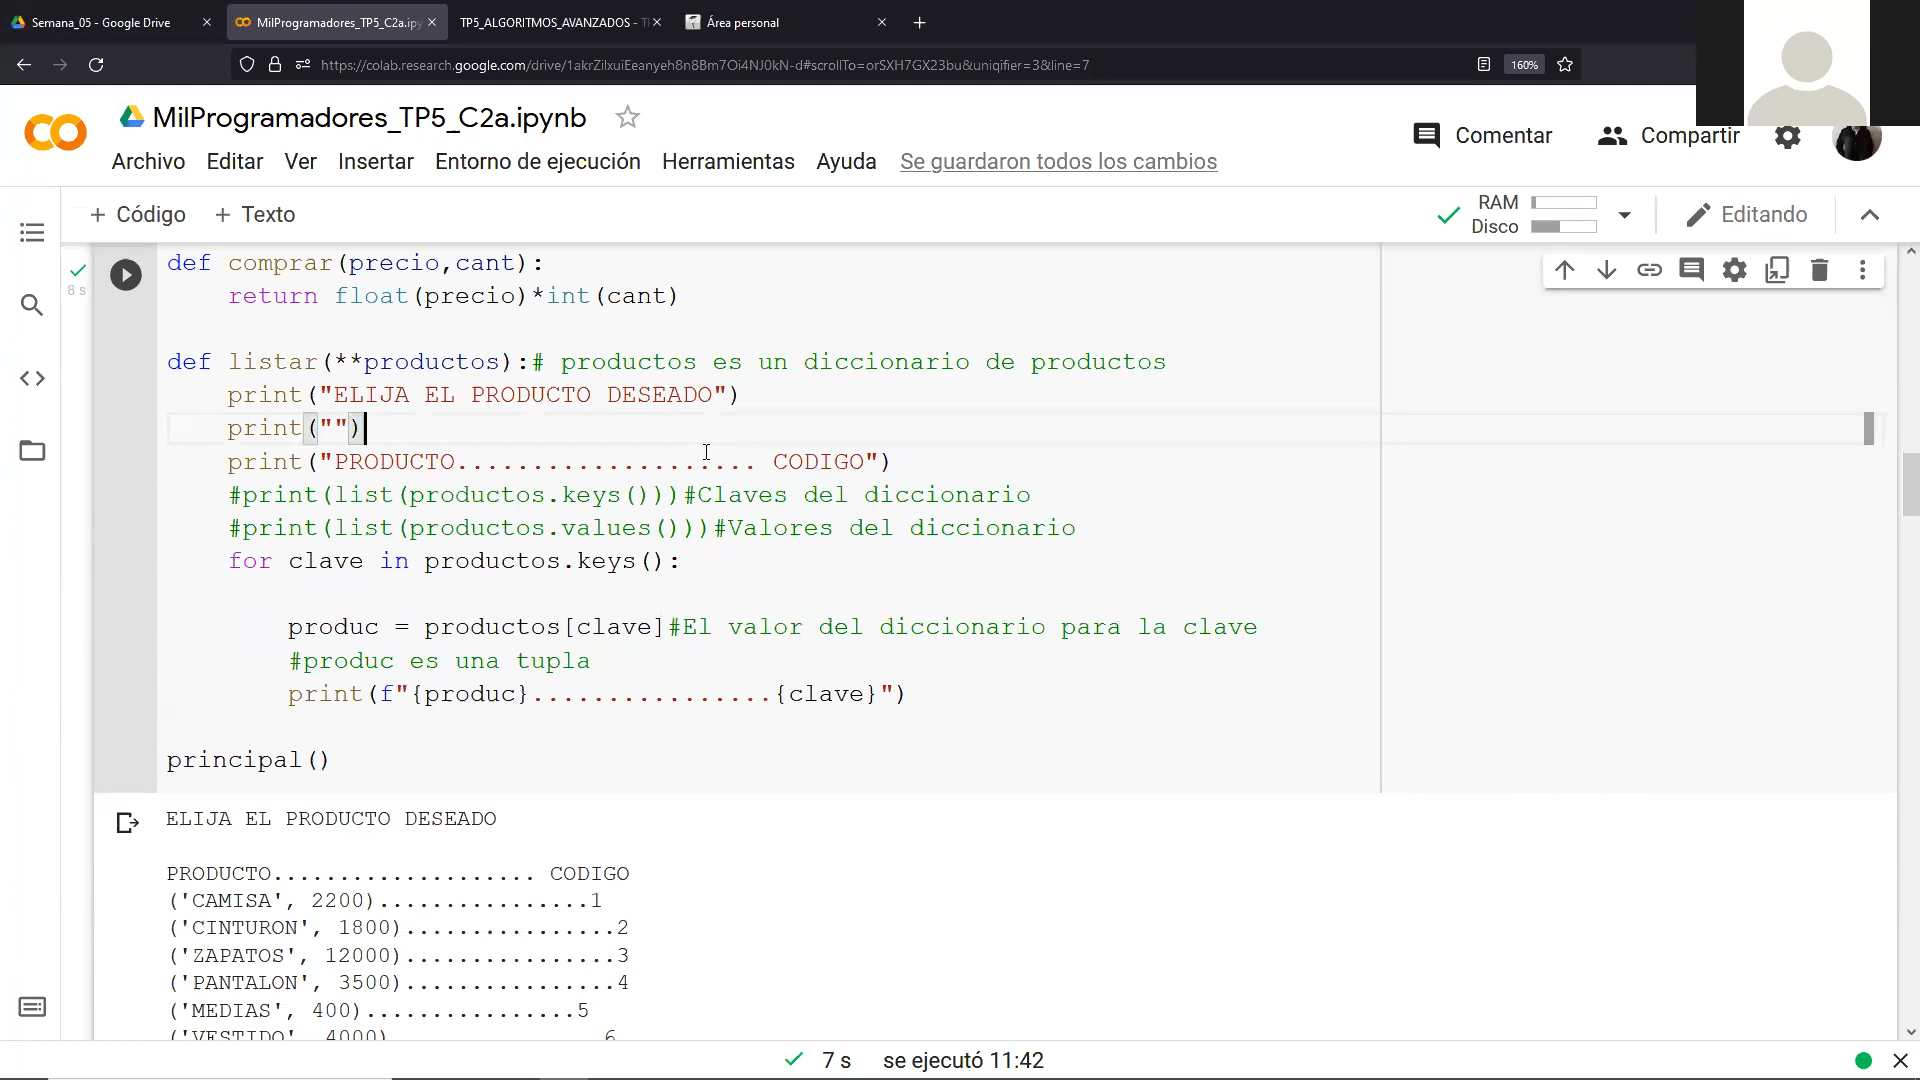 Semana_05 - Google Drive
MilProgramadores_TP5_C2a.ipy
TP5_ALGORITMOS_AVANZADOS -
Área personal
https://colab.research.google.com/drive/1akrZilxuiEeanyeh8n8Bm7Oi4NJ0kN-d#scrollTo=orSXH7GX23bu&uniqifier=3&line=7
160%
MilProgramadores_TP5_C2a.ipynb
Comentar
Compartir
Archivo Editar Ver Insertar Entorno de ejecución Herramientas Ayuda Se guardaron todos los cambios
+ Código + Texto
RAM
Disco
Editando
8 s
def comprar(precio,cant):
return float(precio)*int(cant)
def listar(**productos):# productos es un diccionario de productos
print("ELIJA EL PRODUCTO DESEADO")
print("")
print("PRODUCTO.................... CODIGO")
#print(list(productos.keys()))#Claves del diccionario
#print(list(productos.values()))#Valores del diccionario
for clave in productos.keys():
produc = productos[clave]#El valor del diccionario para la clave
#produc es una tupla
print(f"{produc}................{clave}")
principal()
ELIJA EL PRODUCTO DESEADO
PRODUCTO.................... CODIGO
('CAMISA', 2200)................1
('CINTURON', 1800)................2
('ZAPATOS', 12000)................3
('PANTALON', 3500)................4
('MEDIAS', 400)................5
('VESTIDO', 4000)................6
7 s se ejecutó 11:42